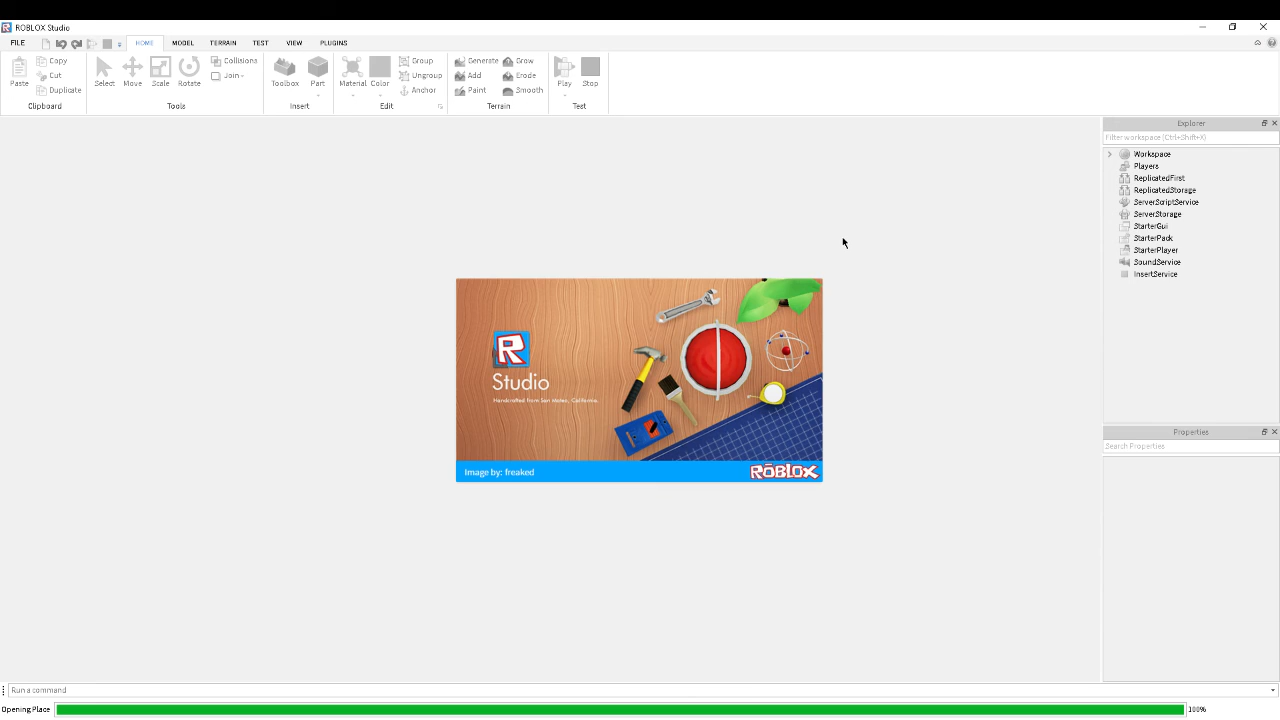 ROBLOX Studio
FILE
HOME
MODEL
TERRAIN
TEST
VIEW
PLUGINS
Paste
Copy
Cut
Duplicate
Clipboard
Select
Move
Scale
Rotate
Collisions
Join
Tools
Toolbox
Part
Insert
Material
Color
Group
Ungroup
Anchor
Edit
Generate
Add
Paint
Grow
Erode
Smooth
Terrain
Play
Stop
Test
Explorer
Filter workspace (Ctrl+Shift+X)
Workspace
Players
ReplicatedFirst
ReplicatedStorage
ServerScriptService
ServerStorage
StarterGui
StarterPack
StarterPlayer
SoundService
InsertService
R
Studio
Handcrafted from San Mateo, California.
Image by: freaked
ROBLOX
Properties
Search Properties
Run a command
Opening Place
100%